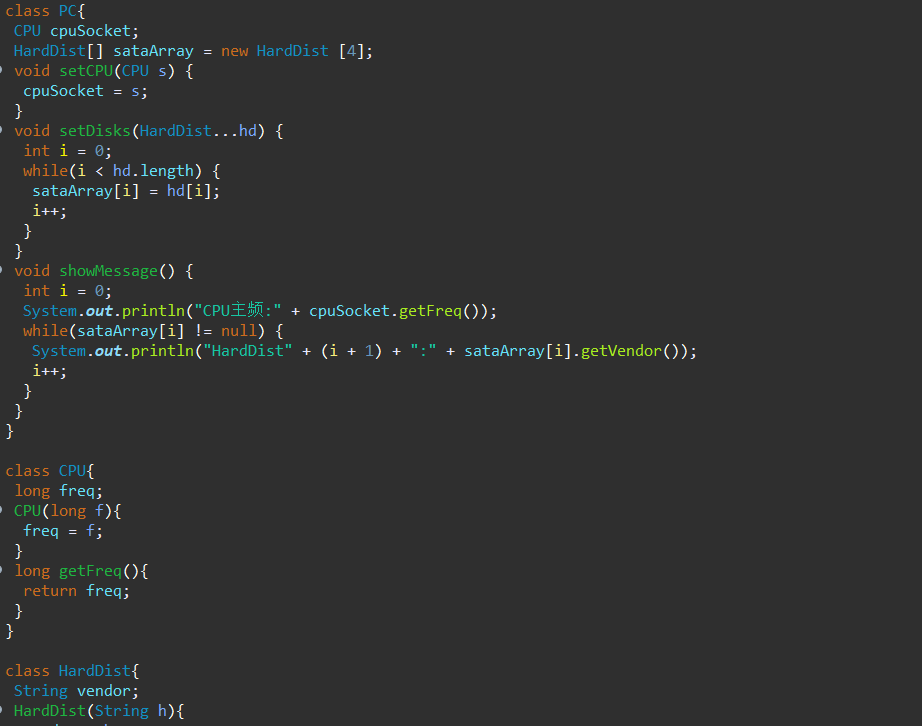 class PC{
 CPU cpuSocket;
 HardDist[] sataArray = new HardDist [4];
 void setCPU(CPU s) {
  cpuSocket = s;
 }
 void setDisks(HardDist...hd) {
  int i = 0;
  while(i < hd.length) {
   sataArray[i] = hd[i];
   i++;
  }
 }
 void showMessage() {
  int i = 0;
  System.out.println("CPU主频:" + cpuSocket.getFreq());
  while(sataArray[i] != null) {
   System.out.println("HardDist" + (i + 1) + ":" + sataArray[i].getVendor());
   i++;
  }
 }
}

class CPU{
 long freq;
 CPU(long f){
  freq = f;
 }
 long getFreq(){
  return freq;
 }
}

class HardDist{
 String vendor;
 HardDist(String h){